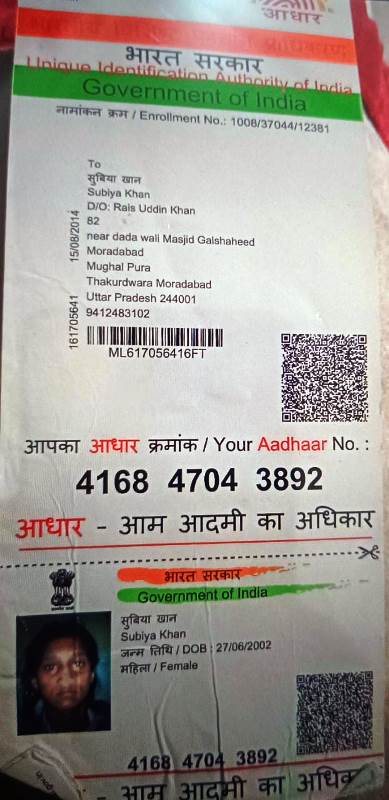 आधार
भारत सरकार
Unique Identification Authority of India
Government of India
नामांकन क्रम / Enrollment No.: 1008/37044/12381
To
सुबिया खान
Subiya Khan
D/O: Rais Uddin Khan
82
near dada wali Masjid Galshaheed
Moradabad
Mughal Pura
Thakurdwara Moradabad
Uttar Pradesh 244001
9412483102
161705641 15/08/2014
ML617056416FT
आपका आधार क्रमांक / Your Aadhaar No. :
4168 4704 3892
आधार - आम आदमी का अधिकार
भारत सरकार
Government of India
सुबिया खान
Subiya Khan
जन्म तिथि / DOB : 27/06/2002
महिला / Female
4168 4704 3892
- आम आदमी का अधिक